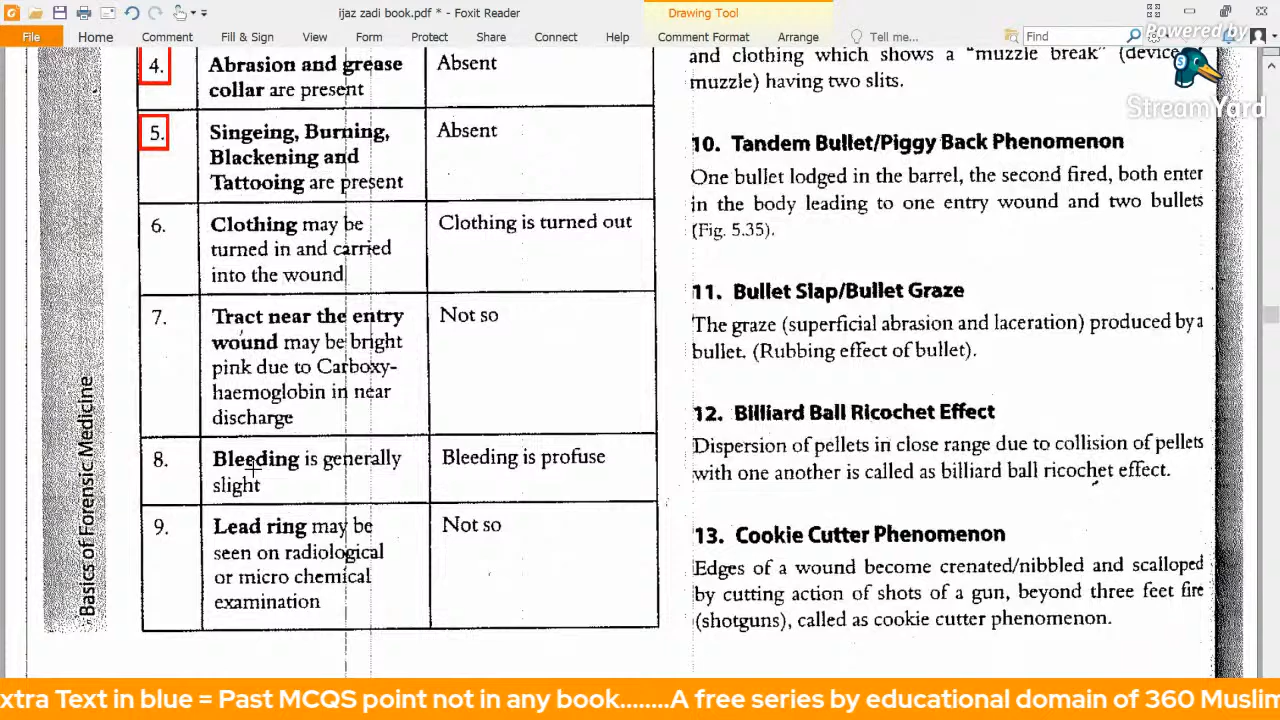 ijaz zadi book.pdf * - Foxit Reader
Drawing Tool
File
Home
Comment
Fill & Sign
View
Form
Protect
Share
Connect
Help
Comment Format
Arrange
Tell me...
Find
Powered by
StreamYard
4.
Abrasion and grease
collar are present
Absent
5.
Singeing, Burning,
Blackening and
Tattooing are present
Absent
6.
Clothing may be
turned in and carried
into the wound
Clothing is turned out
7.
Tract near the entry
wound may be bright
pink due to Carboxy-
haemoglobin in near
discharge
Not so
8.
Bleeding is generally
slight
Bleeding is profuse
9.
Lead ring may be
seen on radiological
or micro chemical
examination
Not so
Basics of Forensic Medicine
and clothing which shows a "muzzle break" (device
muzzle) having two slits.
10. Tandem Bullet/Piggy Back Phenomenon
One bullet lodged in the barrel, the second fired, both enter
in the body leading to one entry wound and two bullets
(Fig. 5.35).
11. Bullet Slap/Bullet Graze
The graze (superficial abrasion and laceration) produced by a
bullet. (Rubbing effect of bullet).
12. Billiard Ball Ricochet Effect
Dispersion of pellets in close range due to collision of pellets
with one another is called as billiard ball ricochet effect.
13. Cookie Cutter Phenomenon
Edges of a wound become crenated/nibbled and scalloped
by cutting action of shots of a gun, beyond three feet fire
(shotguns), called as cookie cutter phenomenon.
xtra Text in blue = Past MCQS point not in any book........A free series by educational domain of 360 Muslim